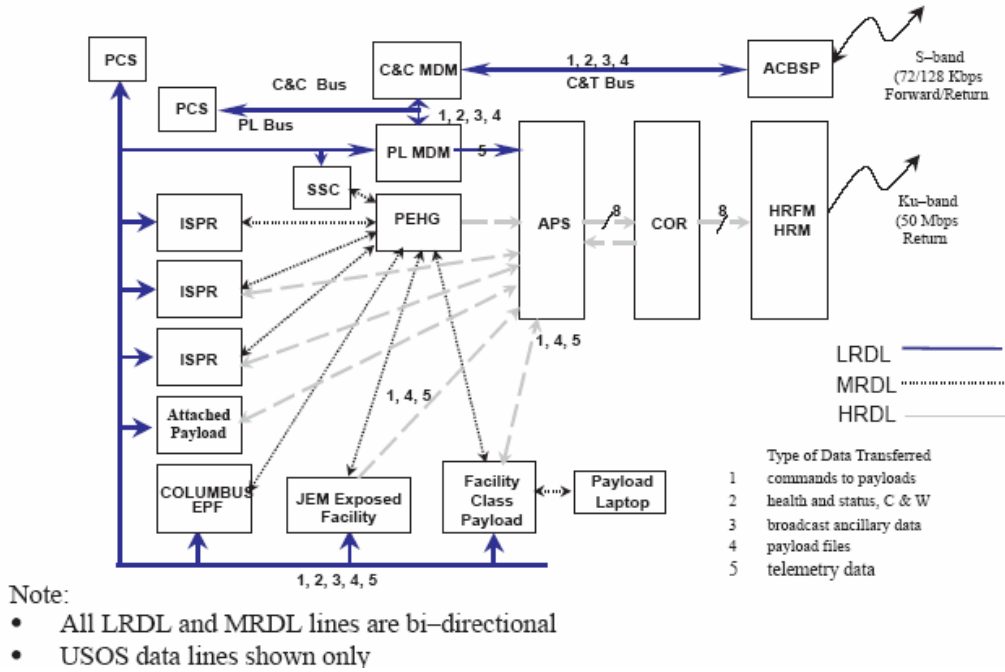 PCS
C&C MDM
1, 2, 3, 4
C&T Bus
ACBSP
S–band
(72/128 Kbps
Forward/Return
C&C Bus
PCS
PL Bus
1, 2, 3, 4
PL MDM
5
SSC
PEHG
APS
8
COR
8
HRFM
HRM
Ku–band
(50 Mbps
Return
ISPR
ISPR
ISPR
Attached
Payload
1, 4, 5
1, 4, 5
LRDL
MRDL
HRDL
COLUMBUS
EPF
JEM Exposed
Facility
Facility
Class
Payload
Payload
Laptop
Type of Data Transferred
1 commands to payloads
2 health and status, C & W
3 broadcast ancillary data
4 payload files
5 telemetry data
1, 2, 3, 4, 5
Note:
• All LRDL and MRDL lines are bi–directional
• USOS data lines shown only